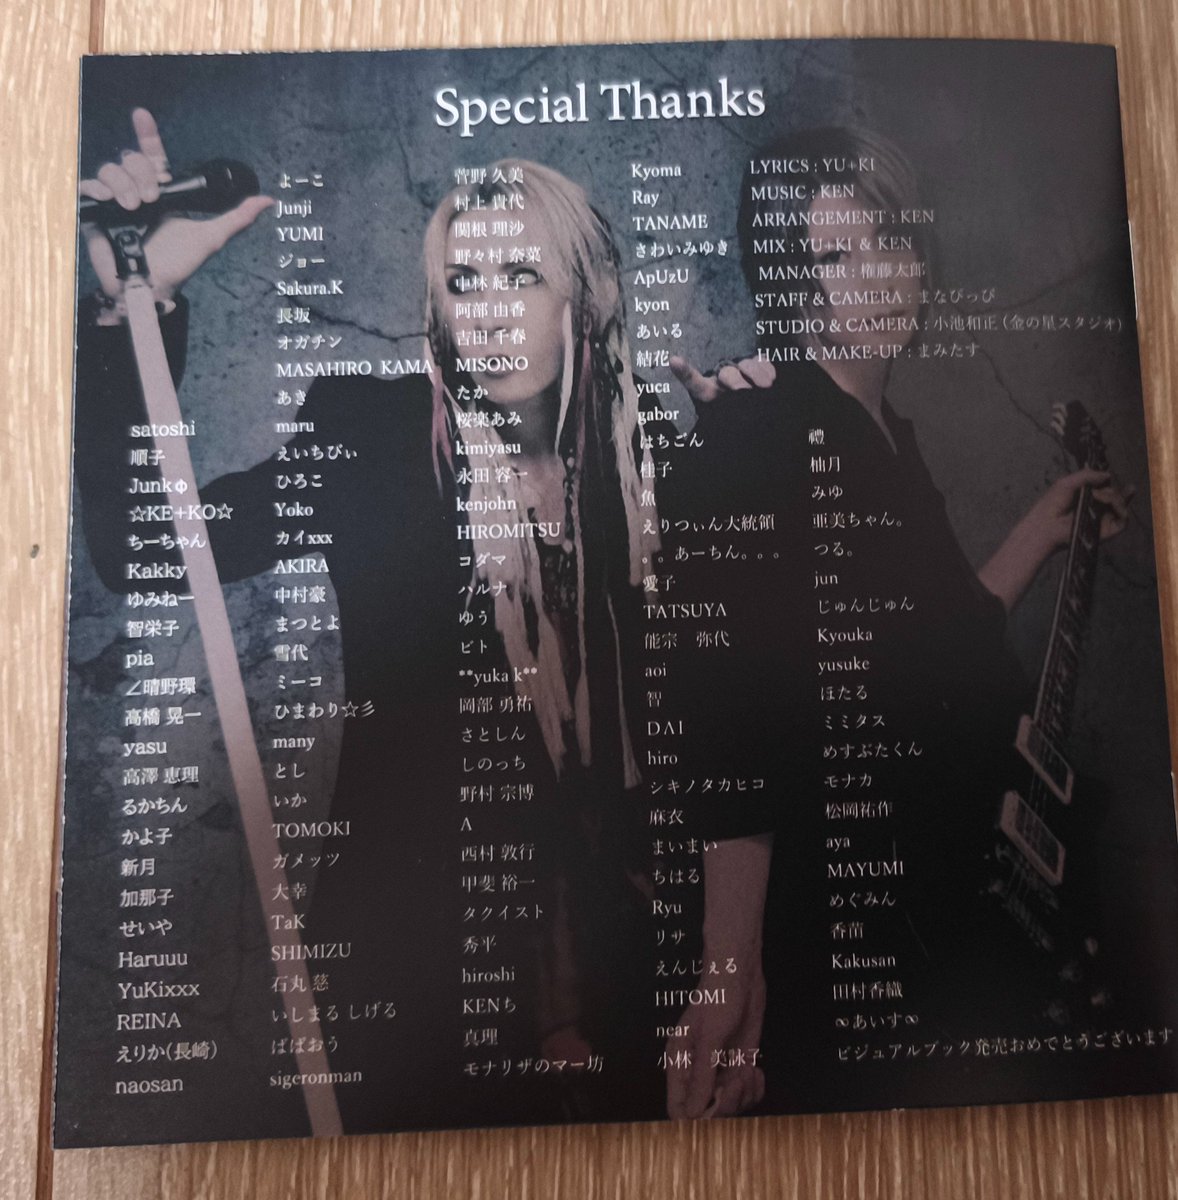 Special Thanks
satoshi
順子
Junkφ
☆KE+KO☆
ちーちゃん
Kakky
ゆみねー
智栄子
pia
∠晴野環
高橋 晃一
yasu
高澤 恵理
るかちん
かよ子
新月
加那子
せいや
Haruuu
YuKixxx
REINA
えりか(長崎)
naosan
よーこ
Junji
YUMI
ジョー
Sakura.K
長坂
オガチン
MASAHIRO KAMA
あき
maru
えいちびぃ
ひろこ
Yoko
カイxxx
AKIRA
中村豪
まつとよ
雪代
ミーコ
ひまわり☆彡
many
とし
いか
TOMOKI
ガメッツ
大幸
TaK
SHIMIZU
石丸 慈
いしまる しげる
ばばおう
sigeronman
菅野 久美
村上 貴代
関根 理沙
野々村 奈菜
中林 紀子
阿部 由香
吉田 千春
MISONO
たか
桜楽あみ
kimiyasu
永田 容一
kenjohn
HIROMITSU
コダマ
ハルナ
ゆう
ビト
**yuka k**
岡部 勇祐
さとしん
しのっち
野村 宗博
Λ
西村 敦行
甲斐 裕一
タクイスト
秀平
hiroshi
KENち
真理
モナリザのマー坊
Kyoma
Ray
TANAME
さわいみゆき
ApUzU
kyon
あいる
結花
yuca
gabor
はちごん
桂子
魚
えりつぃん大統領
。。あーちん。。。
愛子
TATSUYA
能宗 弥代
aoi
智
DΛI
hiro
シキノタカヒコ
麻衣
まいまい
ちはる
Ryu
リサ
えんじぇる
HITOMI
near
小林 美詠子
LYRICS : YU+KI
MUSIC : KEN
ARRANGEMENT : KEN
MIX : YU+KI & KEN
MANAGER : 権藤太郎
STAFF & CAMERA : まなぴっぴ
STUDIO & CAMERA : 小池和正 (金の星スタジオ)
HAIR & MAKE-UP : まみたす
禮
柚月
みゆ
亜美ちゃん。
つる。
jun
じゅんじゅん
Kyouka
yusuke
ほたる
ミミタス
めすぶたくん
モナカ
松岡祐作
aya
MΛYUMI
めぐみん
香苗
Kakusan
田村香織
∞あいす∞
ビジュアルブック発売おめでとうございます